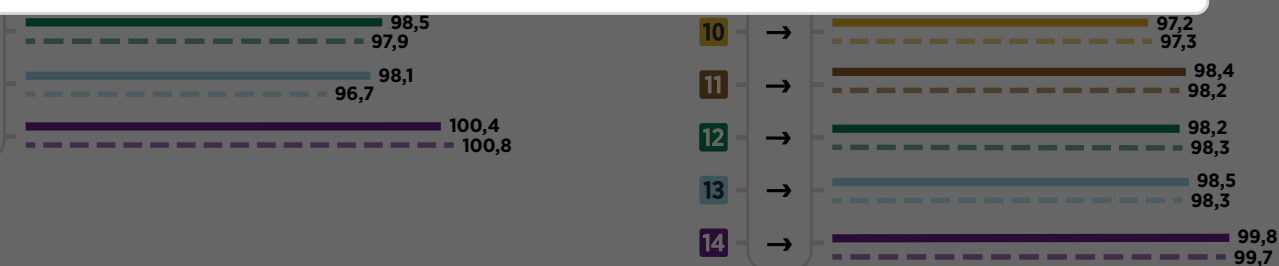 98,5
97,9
98,1
96,7
100,4
100,8
10 → 97,2
97,3
11 → 98,4
98,2
12 → 98,2
98,3
13 → 98,5
98,3
14 → 99,8
99,7